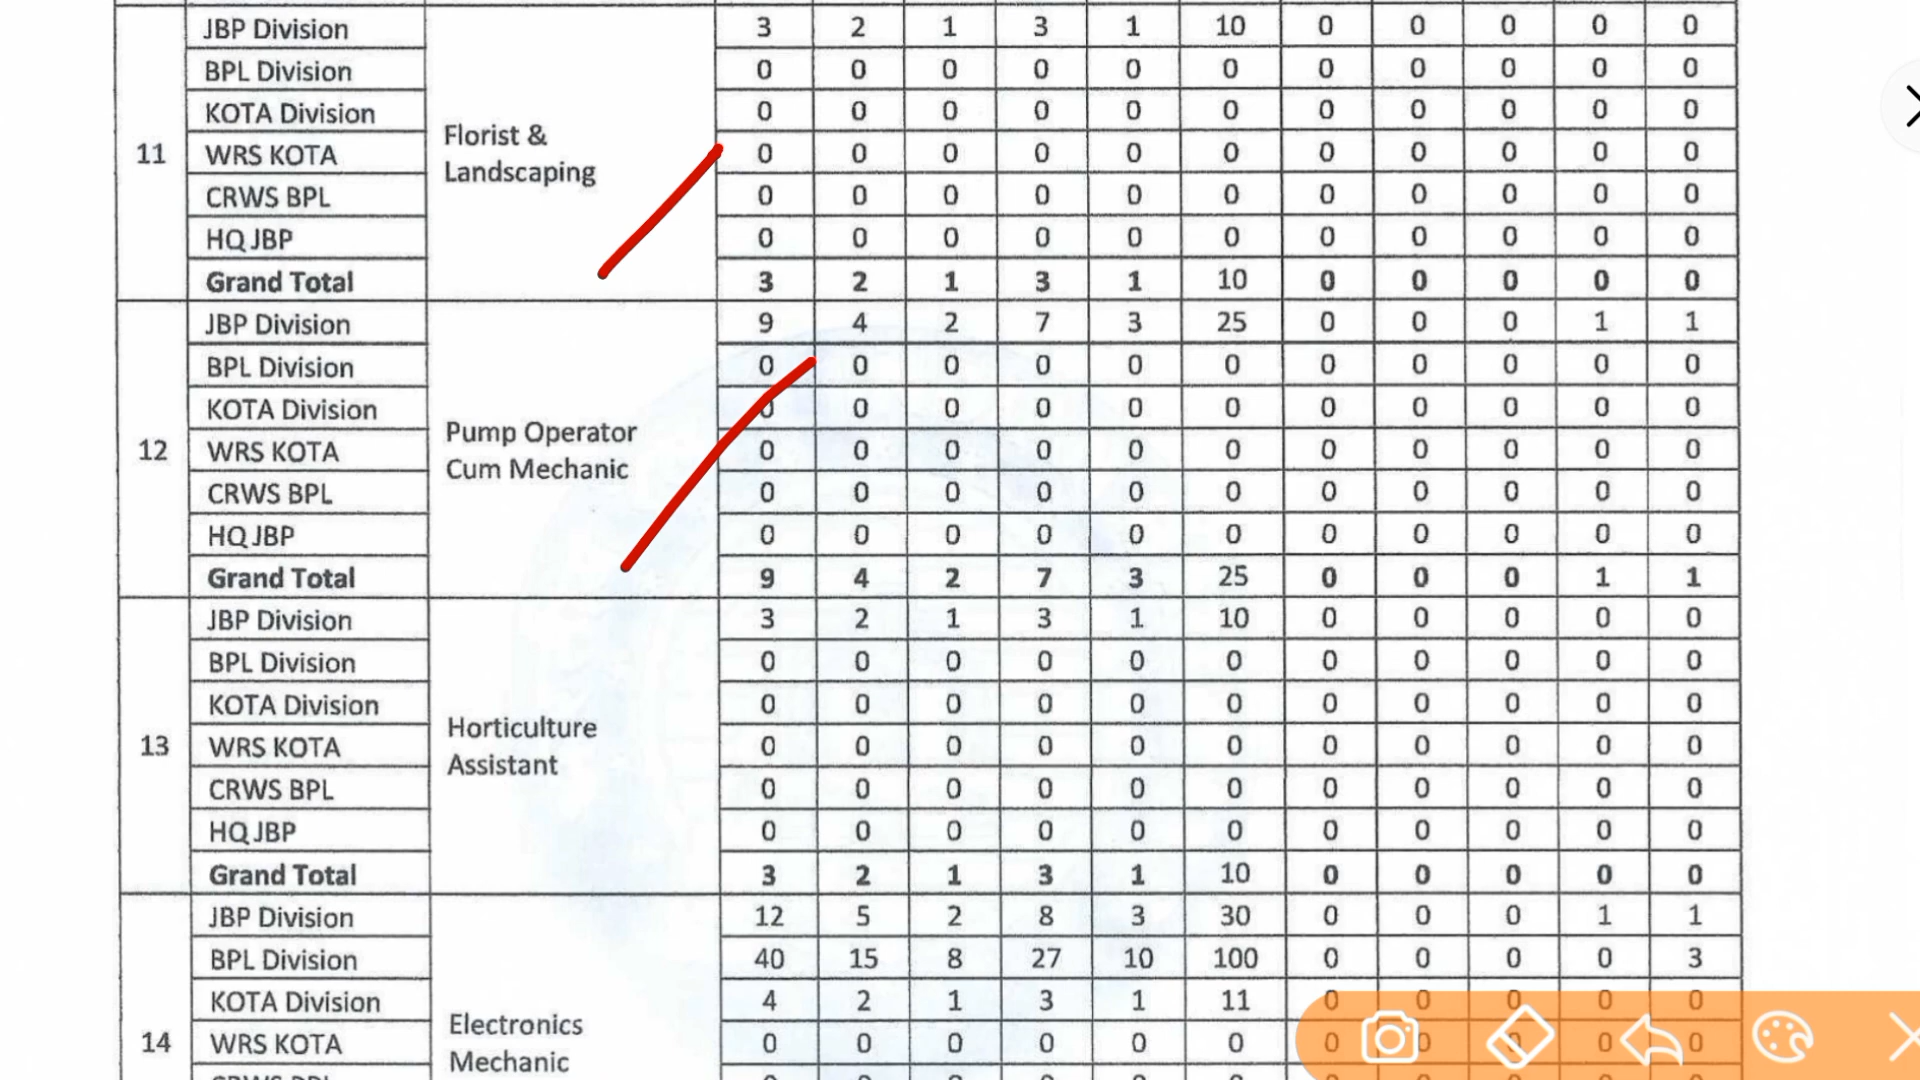 JBP Division 3 2 1 3 1 10 0 0 0 0 0
BPL Division 0 0 0 0 0 0 0 0 0 0 0
KOTA Division 0 0 0 0 0 0 0 0 0 0 0
11 WRS KOTA Florist & Landscaping 0 0 0 0 0 0 0 0 0 0 0
CRWS BPL 0 0 0 0 0 0 0 0 0 0 0
HQ JBP 0 0 0 0 0 0 0 0 0 0 0
Grand Total 3 2 1 3 1 10 0 0 0 0 0
JBP Division 9 4 2 7 3 25 0 0 0 1 1
BPL Division 0 0 0 0 0 0 0 0 0 0 0
KOTA Division 0 0 0 0 0 0 0 0 0 0 0
12 WRS KOTA Pump Operator Cum Mechanic 0 0 0 0 0 0 0 0 0 0 0
CRWS BPL 0 0 0 0 0 0 0 0 0 0 0
HQ JBP 0 0 0 0 0 0 0 0 0 0 0
Grand Total 9 4 2 7 3 25 0 0 0 1 1
JBP Division 3 2 1 3 1 10 0 0 0 0 0
BPL Division 0 0 0 0 0 0 0 0 0 0 0
KOTA Division 0 0 0 0 0 0 0 0 0 0 0
13 WRS KOTA Horticulture Assistant 0 0 0 0 0 0 0 0 0 0 0
CRWS BPL 0 0 0 0 0 0 0 0 0 0 0
HQ JBP 0 0 0 0 0 0 0 0 0 0 0
Grand Total 3 2 1 3 1 10 0 0 0 0 0
JBP Division 12 5 2 8 3 30 0 0 0 1 1
BPL Division 40 15 8 27 10 100 0 0 0 0 3
KOTA Division 4 2 1 3 1 11 0 0 0 0 0
14 WRS KOTA Electronics Mechanic 0 0 0 0 0 0 0 0 0 0 0